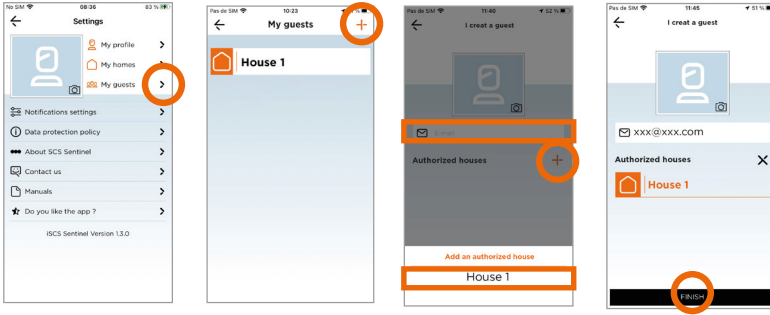 No SIM 08:36 83 %
Settings
My profile
My homes
My guests
Notifications settings
Data protection policy
About SCS Sentinel
Contact us
Manuals
Do you like the app ?
iSCS Sentinel Version 1.3.0
Pas de SIM 10:23
My guests
House 1
Pas de SIM 11:40 52 %
I creat a guest
E-mail
Authorized houses
Add an authorized house
House 1
Pas de SIM 11:45 51 %
I creat a guest
xxx@xxx.com
Authorized houses
House 1
FINISH